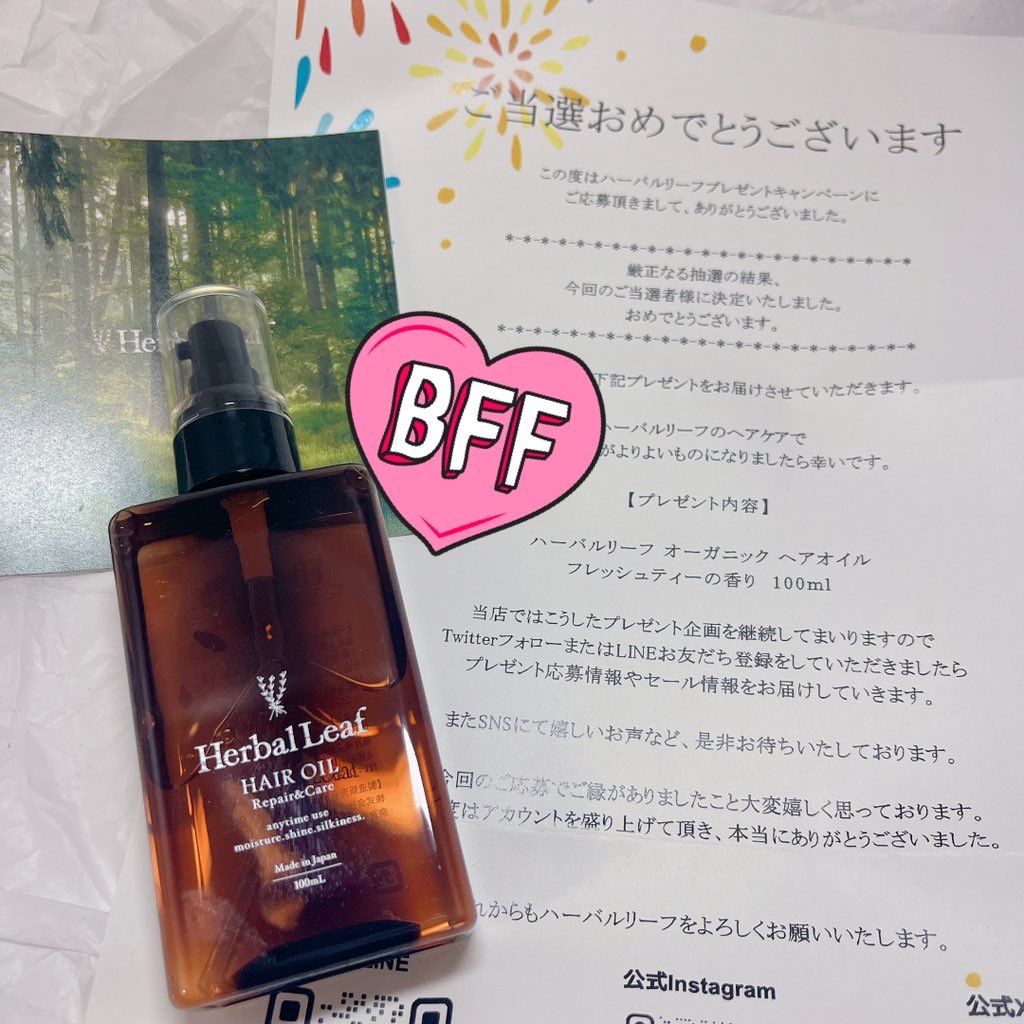 ご当選おめでとうございます
この度はハーバルリーフプレゼントキャンペーンに
ご応募頂きまして、ありがとうございました。
*-*-*-*-*-*-*-*-*-*-*-*-*-*-*-*-*-*-*-*-*-*-*
厳正なる抽選の結果、
今回のご当選者様に決定いたしました。
おめでとうございます。
*-*-*-*-*-*-*-*-*-*-*-*-*-*-*-*-*-*-*-*-*-*-*
下記プレゼントをお届けさせていただきます。
ーバルリーフのヘアケアで
がよりよいものになりましたら幸いです。
【プレゼント内容】
ハーバルリーフ オーガニック ヘアオイル
フレッシュティーの香り 100ml
当店ではこうしたプレゼント企画を継続してまいりますので
TwitterフォローまたはLINEお友だち登録をしていただきましたら
プレゼント応募情報やセール情報をお届けしていきます。
またSNSにて嬉しいお声など、是非お待ちいたしております。
今回のご応募でご縁がありましたこと大変嬉しく思っております。
度はアカウントを盛り上げて頂き、本当にありがとうございました。
れからもハーバルリーフをよろしくお願いいたします。
LINE
公式Instagram
公式X
BFF
Herbal Leaf
HAIR OIL
Repair&Care
anytime use
moisture.shine.silkiness.
Made in Japan
100mL